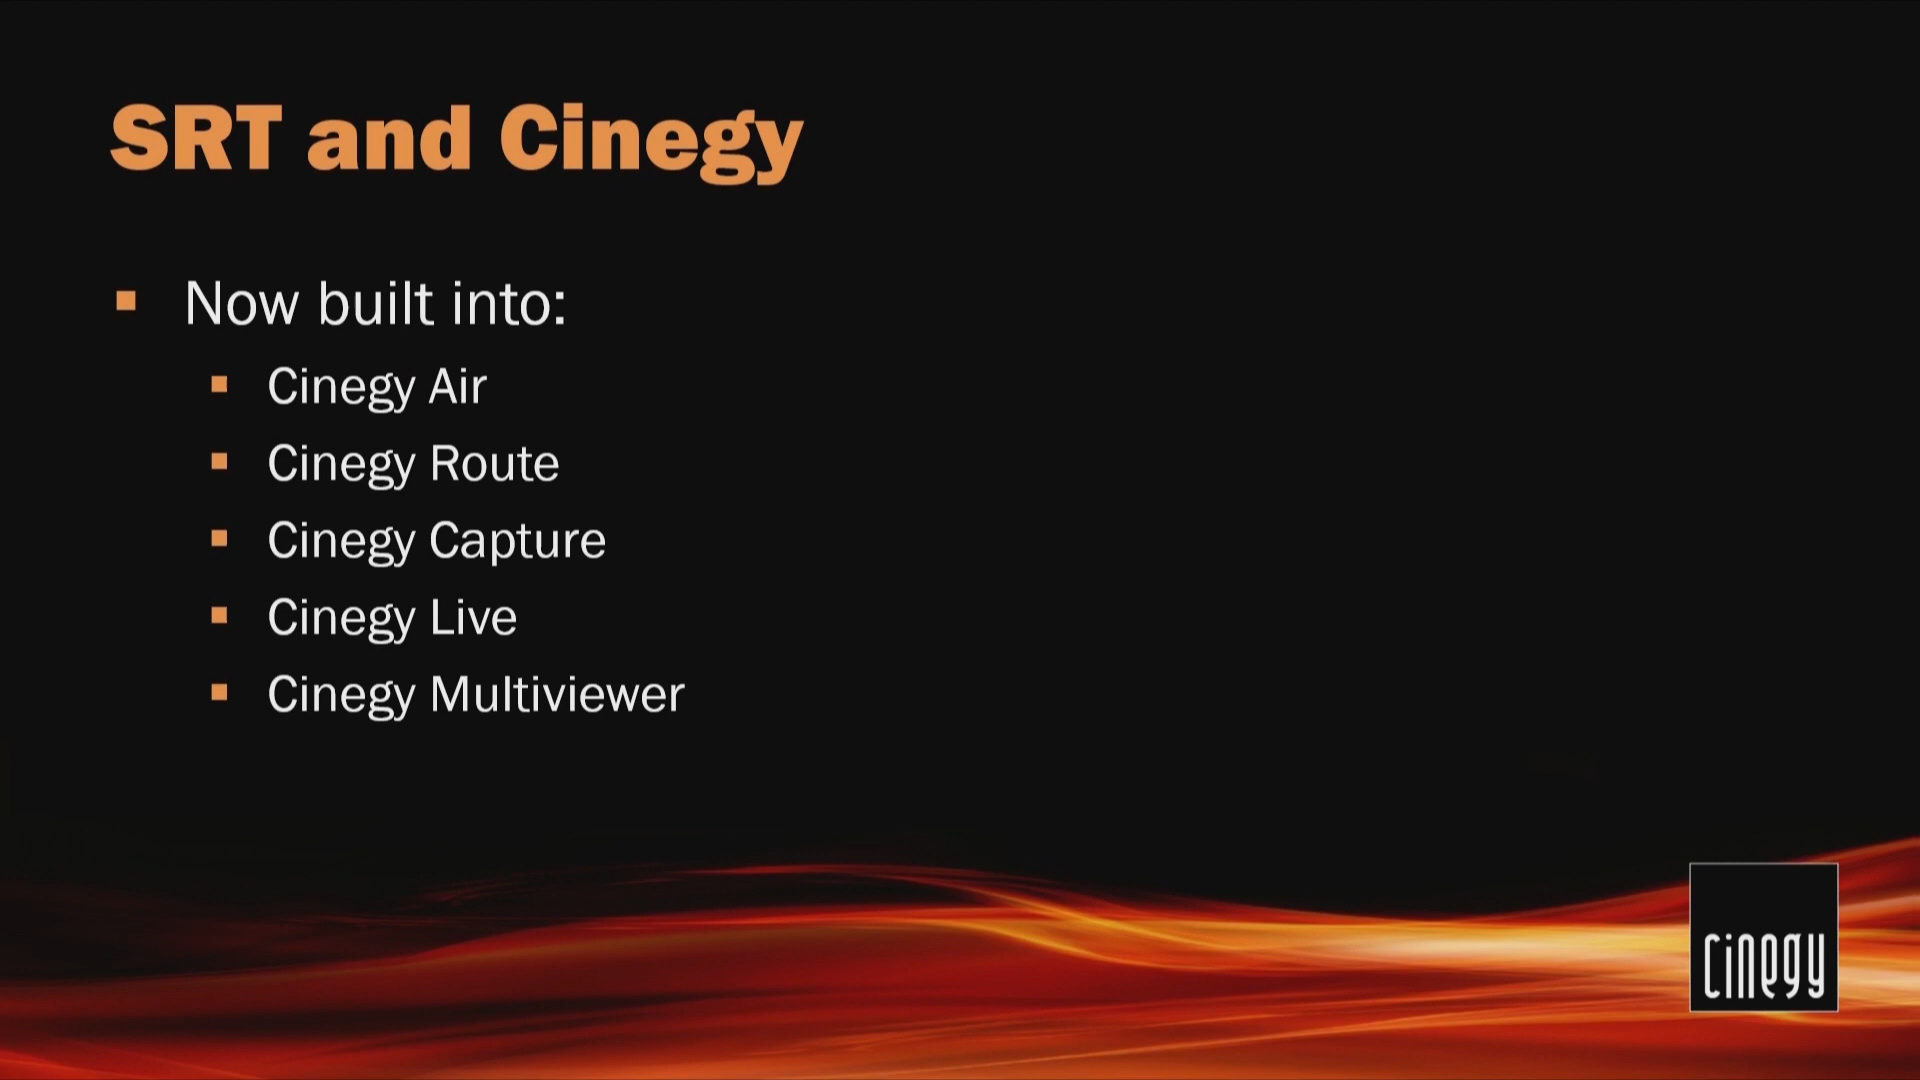 SRT and Cinegy
Now built into:
Cinegy Air
Cinegy Route
Cinegy Capture
Cinegy Live
Cinegy Multiviewer
cinegy